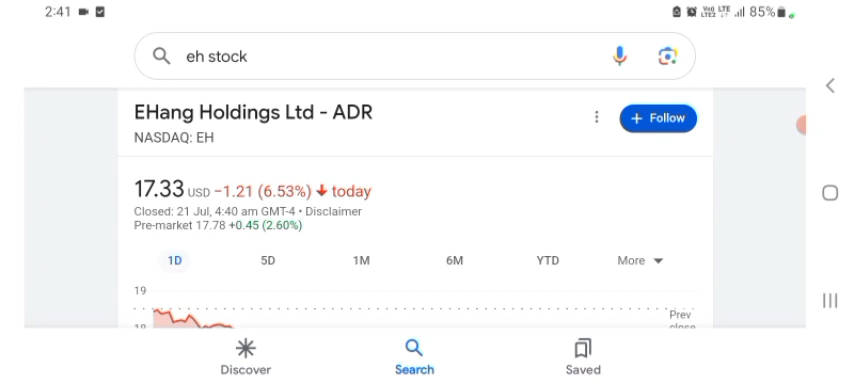 2:41 LTE 85%
eh stock
EHang Holdings Ltd - ADR
+ Follow
NASDAQ: EH
17.33 USD −1.21 (6.53%) ↓ today
Closed: 21 Jul, 4:40 am GMT-4 • Disclaimer
Pre-market 17.78 +0.45 (2.60%)
1D 5D 1M 6M YTD More
19
Prev
close
18
Discover Search Saved